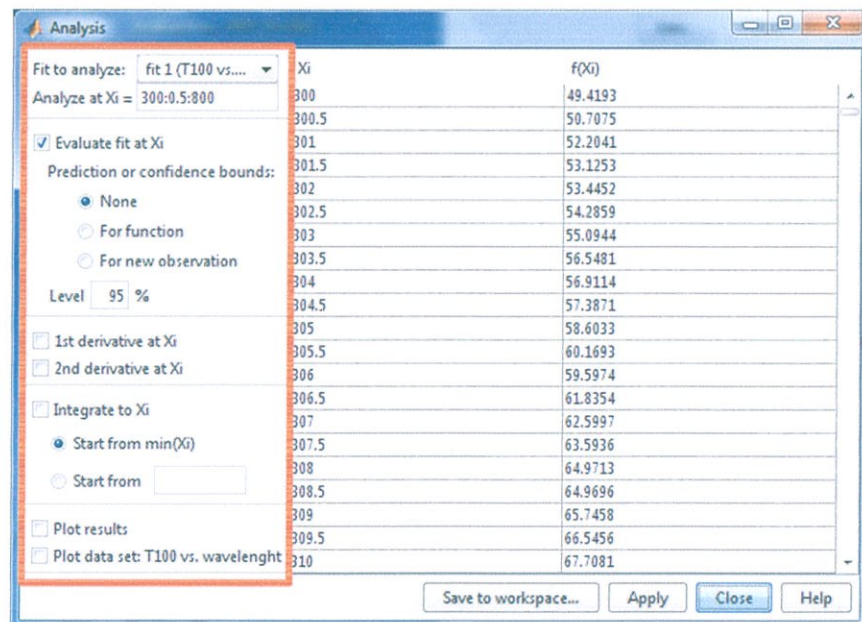 Analysis
Fit to analyze: fit 1 (T100 vs....
Analyze at Xi = 300:0.5:800
Evaluate fit at Xi
Prediction or confidence bounds:
None
For function
For new observation
Level 95 %
1st derivative at Xi
2nd derivative at Xi
Integrate to Xi
Start from min(Xi)
Start from
Plot results
Plot data set: T100 vs. wavelenght
Xi f(Xi)
300 49.4193
300.5 50.7075
301 52.2041
301.5 53.1253
302 53.4452
302.5 54.2859
303 55.0944
303.5 56.5481
304 56.9114
304.5 57.3871
305 58.6033
305.5 60.1693
306 59.5974
306.5 61.8354
307 62.5997
307.5 63.5936
308 64.9713
308.5 64.9696
309 65.7458
309.5 66.5456
310 67.7081
Save to workspace... Apply Close Help